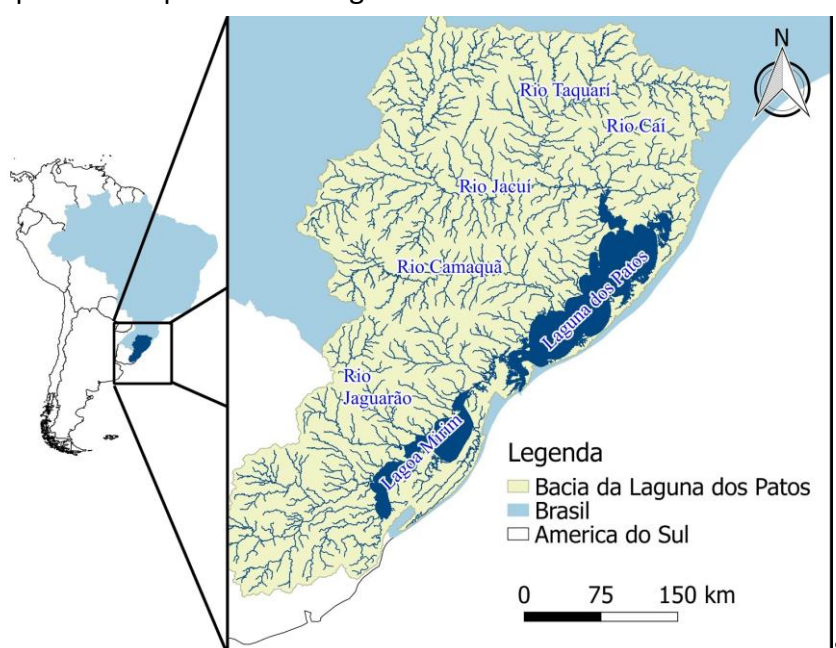 N
Rio Taquarí
Rio Caí
Rio Jacuí
Rio Camaquã
Laguna dos Patos
Rio
Jaguarão
Lagoa Mirim
Legenda
Bacia da Laguna dos Patos
Brasil
America do Sul
0 75 150 km